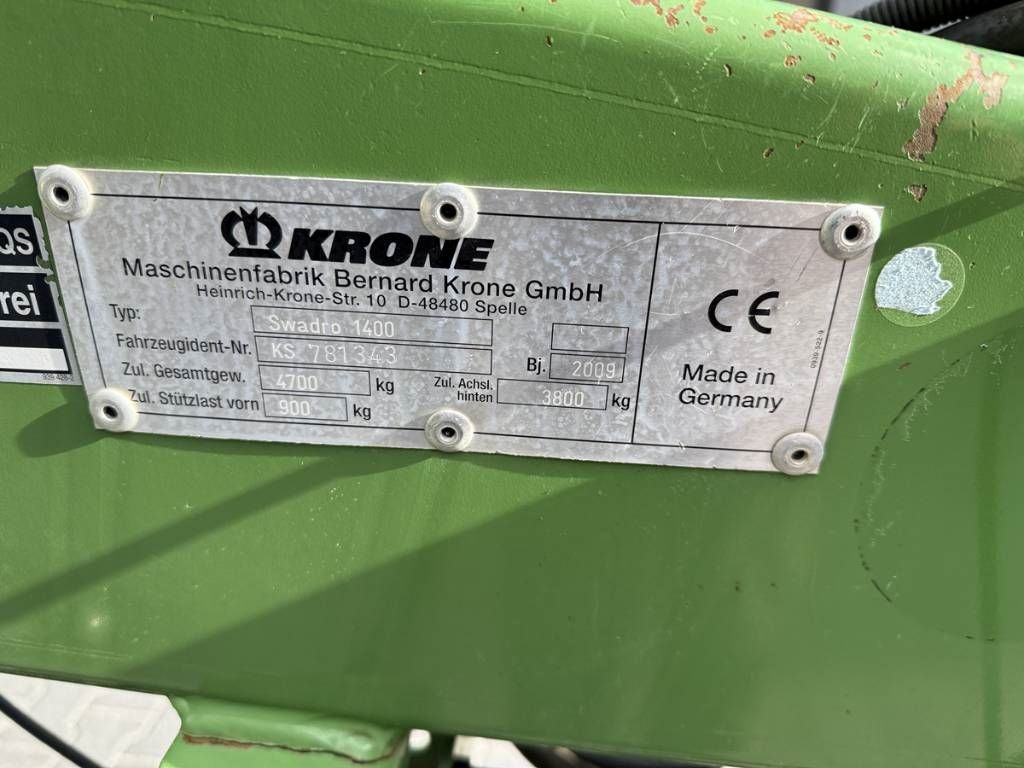 KRONE
Maschinenfabrik Bernard Krone GmbH
Heinrich-Krone-Str. 10 D-48480 Spelle
Typ: Swadro 1400
Fahrzeugident-Nr. KS 781343 Bj. 2009
Zul. Gesamtgew. 4700 kg Zul. Achsl. hinten 3800 kg
Zul. Stützlast vorn 900 kg
CE
Made in
Germany
QS
rei